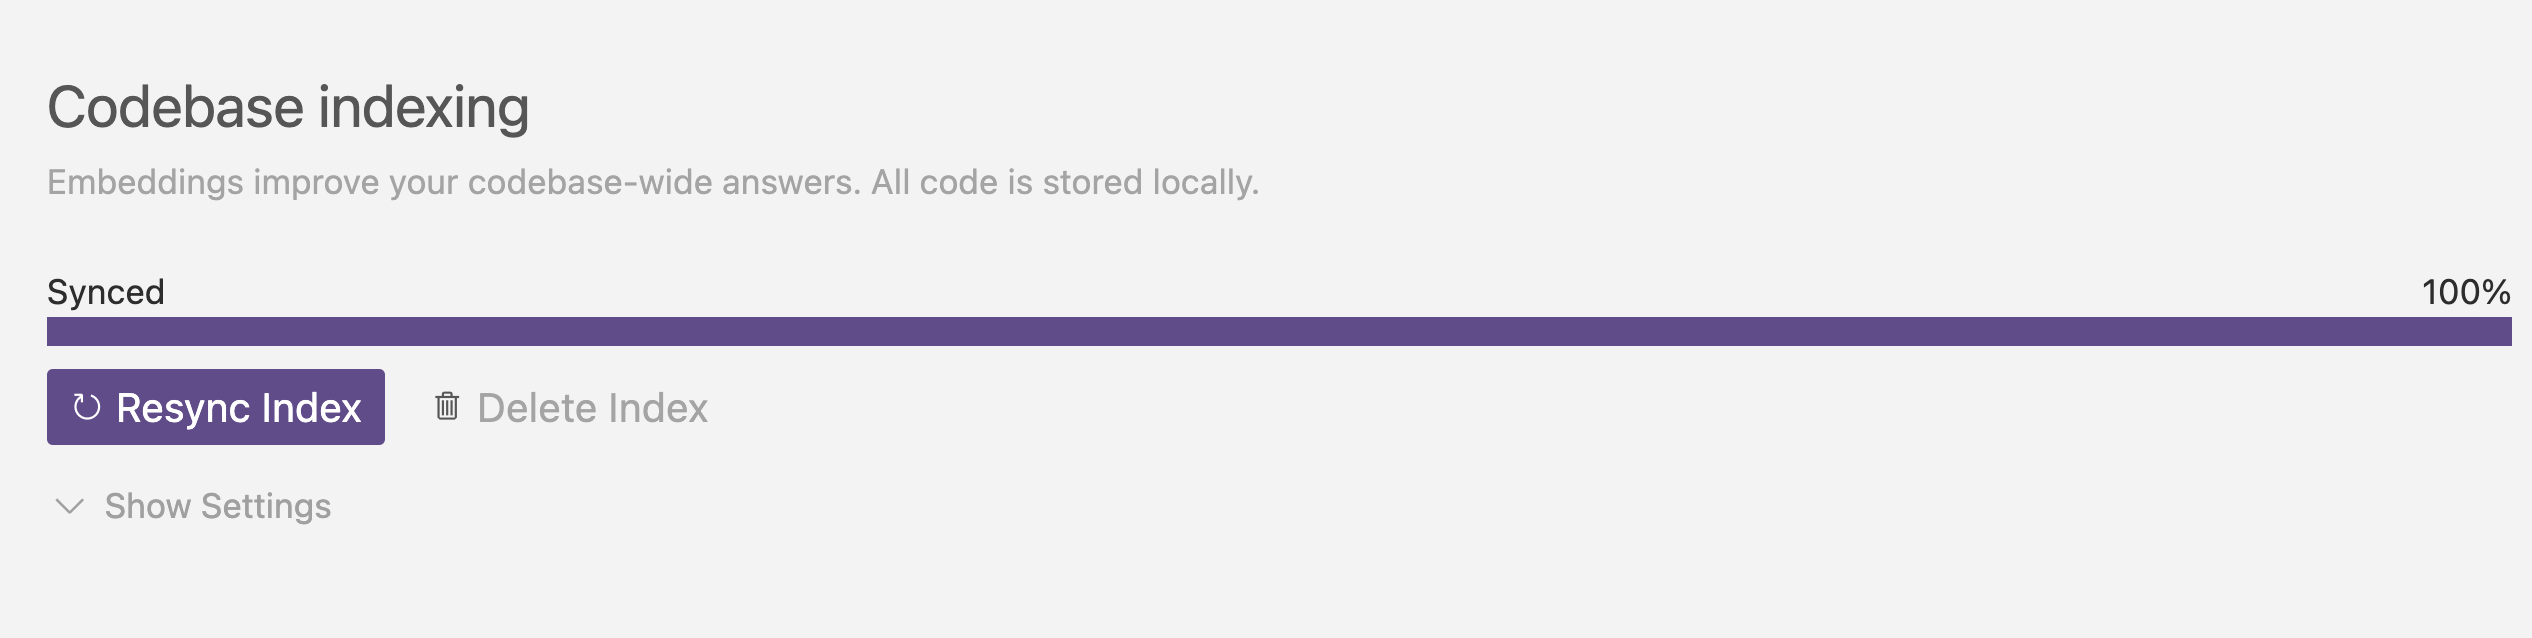 Codebase indexing
Embeddings improve your codebase-wide answers. All code is stored locally.
Synced 100%
Resync Index Delete Index
Show Settings